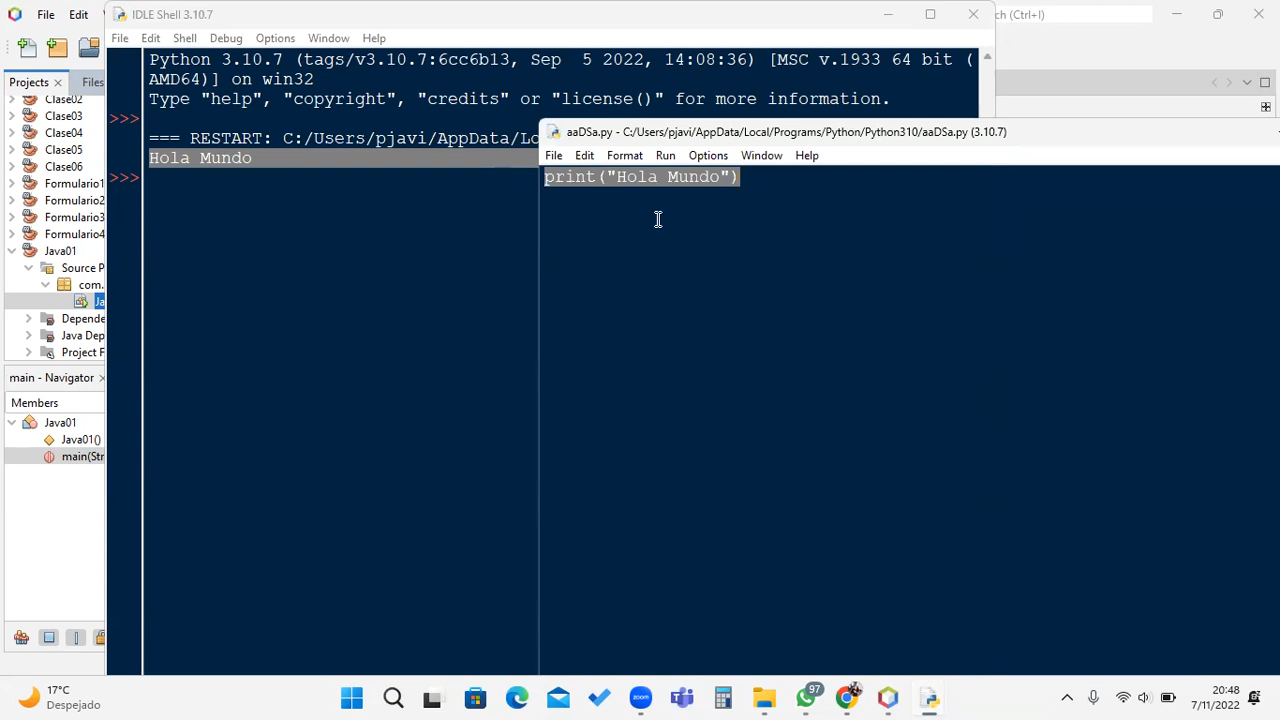 File Edit
IDLE Shell 3.10.7
ch (Ctrl+I)
File Edit Shell Debug Options Window Help
Projects
Files
Clase02
Clase03
Clase04
Clase05
Clase06
Formulario1
Formulario2
Formulario3
Formulario4
Java01
Source P
com.
Ja
Depende
Java Dep
Project F
main - Navigator
Members
Java01
Java01()
main(Str
Python 3.10.7 (tags/v3.10.7:6cc6b13, Sep  5 2022, 14:08:36) [MSC v.1933 64 bit (
AMD64)] on win32
Type "help", "copyright", "credits" or "license()" for more information.
>>>
=== RESTART: C:/Users/pjavi/AppData/Lo
Hola Mundo
>>>
aaDSa.py - C:/Users/pjavi/AppData/Local/Programs/Python/Python310/aaDSa.py (3.10.7)
File Edit Format Run Options Window Help
print("Hola Mundo")
17°C
Despejado
zoom
97
20:48
7/11/2022